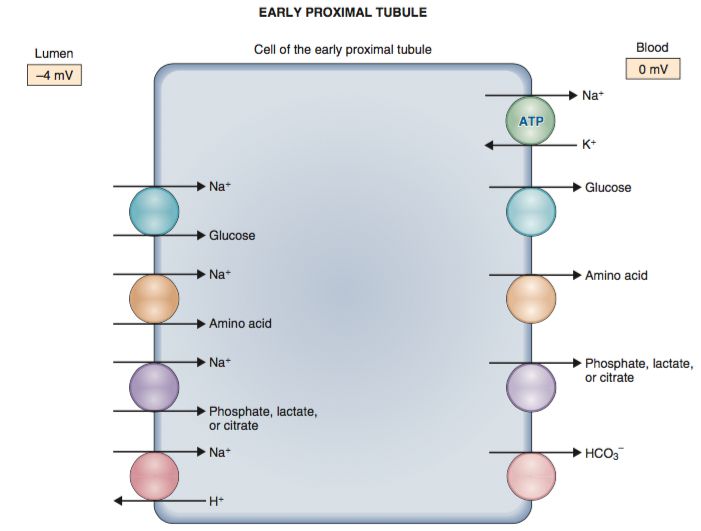 EARLY PROXIMAL TUBULE
Lumen
–4 mV
Cell of the early proximal tubule
Blood
0 mV
Na+
ATP
K+
Na+
Glucose
Glucose
Na+
Amino acid
Amino acid
Na+
Phosphate, lactate,
or citrate
Phosphate, lactate,
or citrate
Na+
HCO3–
H+